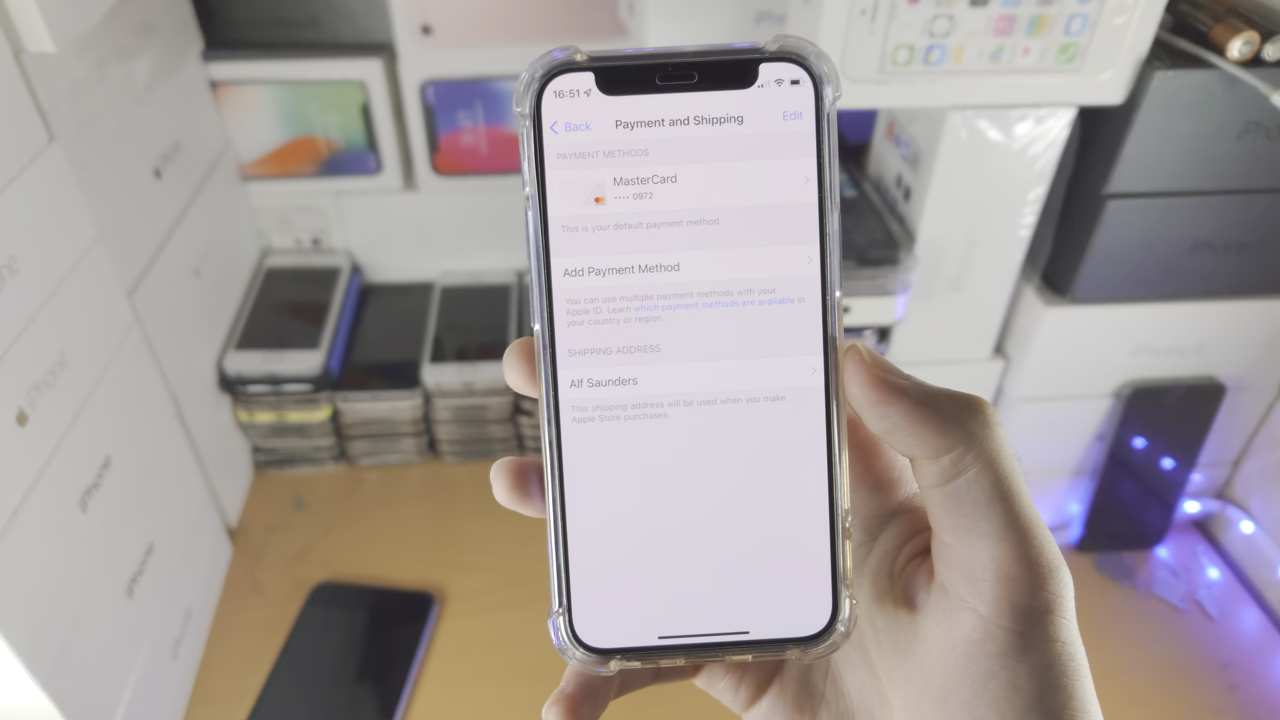 16:51
Back
Payment and Shipping
Edit
PAYMENT METHODS
MasterCard
•••• 0972
This is your default payment method.
Add Payment Method
You can use multiple payment methods with your
Apple ID. Learn which payment methods are available in
your country or region.
SHIPPING ADDRESS
Alf Saunders
This shipping address will be used when you make
Apple Store purchases.
iPhone
iPhone
iPhone